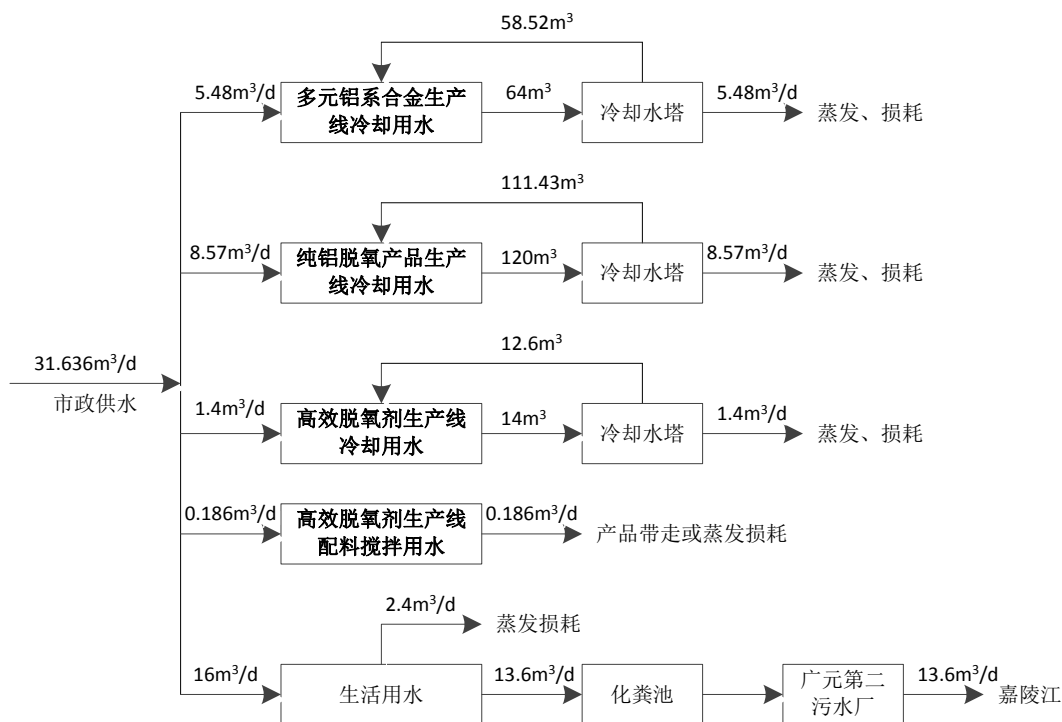 58.52m³
5.48m³/d
多元铝系合金生产
线冷却用水
64m³
冷却水塔
5.48m³/d
蒸发、损耗
111.43m³
8.57m³/d
纯铝脱氧产品生产
线冷却用水
120m³
冷却水塔
8.57m³/d
蒸发、损耗
31.636m³/d
市政供水
12.6m³
1.4m³/d
高效脱氧剂生产线
冷却用水
14m³
冷却水塔
1.4m³/d
蒸发、损耗
0.186m³/d
高效脱氧剂生产线
配料搅拌用水
0.186m³/d
产品带走或蒸发损耗
2.4m³/d
蒸发损耗
16m³/d
生活用水
13.6m³/d
化粪池
广元第二
污水厂
13.6m³/d
嘉陵江